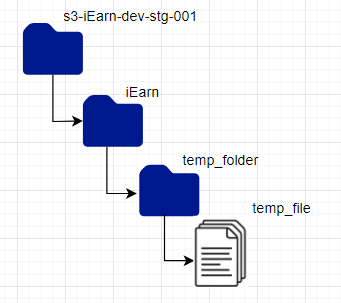 s3-iEarn-dev-stg-001
iEarn
temp_folder
temp_file